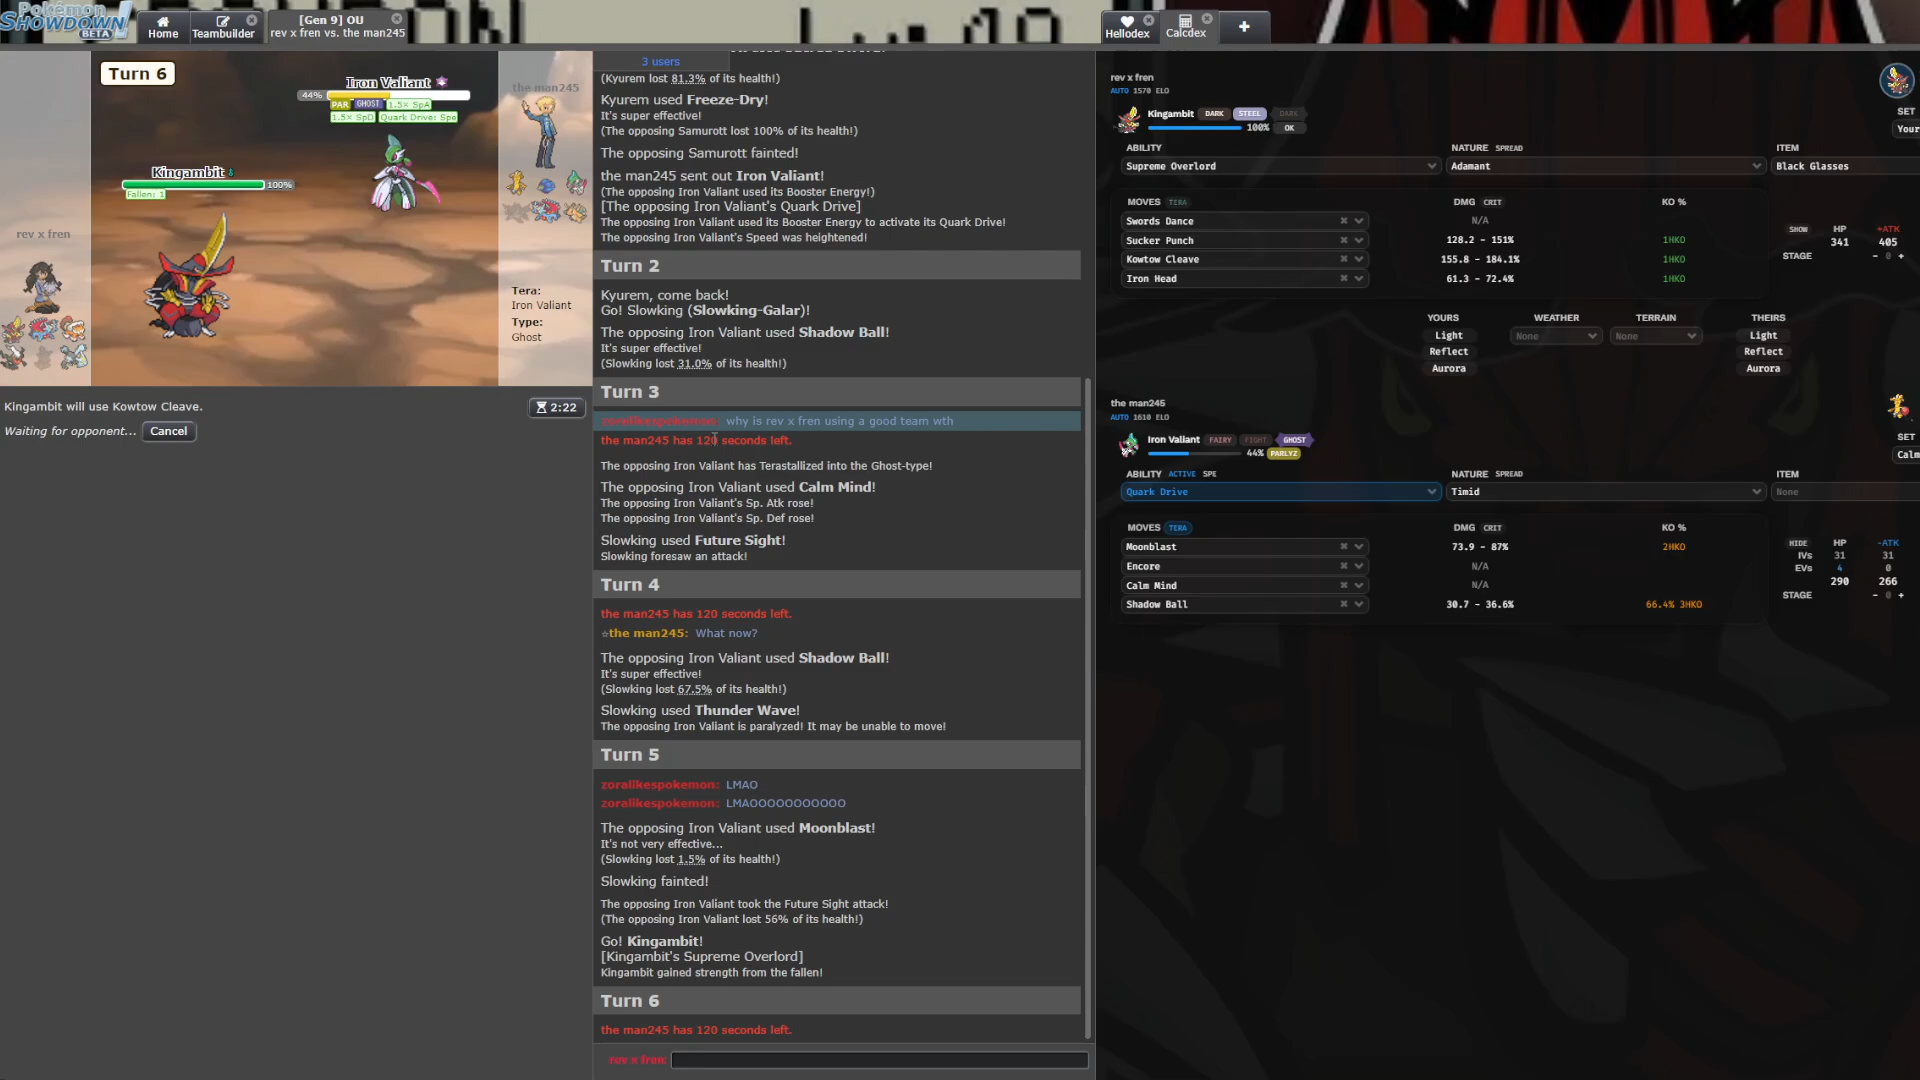 Pokémon
SHOWDOWN!
BETA
Home
Teambuilder
[Gen 9] OU
rev x fren vs. the man245
Hellodex
Calcdex
+
Turn 6
Iron Valiant
44%
PAR GHOST 1.5× SpA
1.5× SpD Quark Drive: Spe
Kingambit
100%
Fallen: 1
rev x fren
the man245
Tera:
Iron Valiant
Type:
Ghost
Kingambit will use Kowtow Cleave.
Waiting for opponent... Cancel
2:22
3 users
(Kyurem lost 81.3% of its health!)
Kyurem used Freeze-Dry!
It's super effective!
(The opposing Samurott lost 100% of its health!)
The opposing Samurott fainted!
the man245 sent out Iron Valiant!
(The opposing Iron Valiant used its Booster Energy!)
[The opposing Iron Valiant's Quark Drive]
The opposing Iron Valiant used its Booster Energy to activate its Quark Drive!
The opposing Iron Valiant's Speed was heightened!
Turn 2
Kyurem, come back!
Go! Slowking (Slowking-Galar)!
The opposing Iron Valiant used Shadow Ball!
It's super effective!
(Slowking lost 31.0% of its health!)
Turn 3
zoralikespokemon: why is rev x fren using a good team wth
the man245 has 120 seconds left.
The opposing Iron Valiant has Terastallized into the Ghost-type!
The opposing Iron Valiant used Calm Mind!
The opposing Iron Valiant's Sp. Atk rose!
The opposing Iron Valiant's Sp. Def rose!
Slowking used Future Sight!
Slowking foresaw an attack!
Turn 4
the man245 has 120 seconds left.
☆the man245: What now?
The opposing Iron Valiant used Shadow Ball!
It's super effective!
(Slowking lost 67.5% of its health!)
Slowking used Thunder Wave!
The opposing Iron Valiant is paralyzed! It may be unable to move!
Turn 5
zoralikespokemon: LMAO
zoralikespokemon: LMAOOOOOOOOOOO
The opposing Iron Valiant used Moonblast!
It's not very effective...
(Slowking lost 1.5% of its health!)
Slowking fainted!
The opposing Iron Valiant took the Future Sight attack!
(The opposing Iron Valiant lost 56% of its health!)
Go! Kingambit!
[Kingambit's Supreme Overlord]
Kingambit gained strength from the fallen!
Turn 6
the man245 has 120 seconds left.
rev x fren:
rev x fren
AUTO 1570 ELO
Kingambit DARK STEEL DARK
100% OK
SET
Your
ABILITY NATURE SPREAD ITEM
Supreme Overlord Adamant Black Glasses
MOVES TERA DMG CRIT KO %
Swords Dance N/A
Sucker Punch 128.2 - 151% 1HKO
Kowtow Cleave 155.8 - 184.1% 1HKO
Iron Head 61.3 - 72.4% 1HKO
SHOW HP +ATK
341 405
STAGE - 0 +
YOURS WEATHER TERRAIN THEIRS
Light None None Light
Reflect Reflect
Aurora Aurora
the man245
AUTO 1610 ELO
Iron Valiant FAIRY FIGHT GHOST
44% PARLYZ
SET
Calm
ABILITY ACTIVE SPE NATURE SPREAD ITEM
Quark Drive Timid None
MOVES TERA DMG CRIT KO %
Moonblast 73.9 - 87% 2HKO
Encore N/A
Calm Mind N/A
Shadow Ball 30.7 - 36.6% 66.4% 3HKO
HIDE HP -ATK
IVs 31 31
EVs 4 0
290 266
STAGE - 0 +